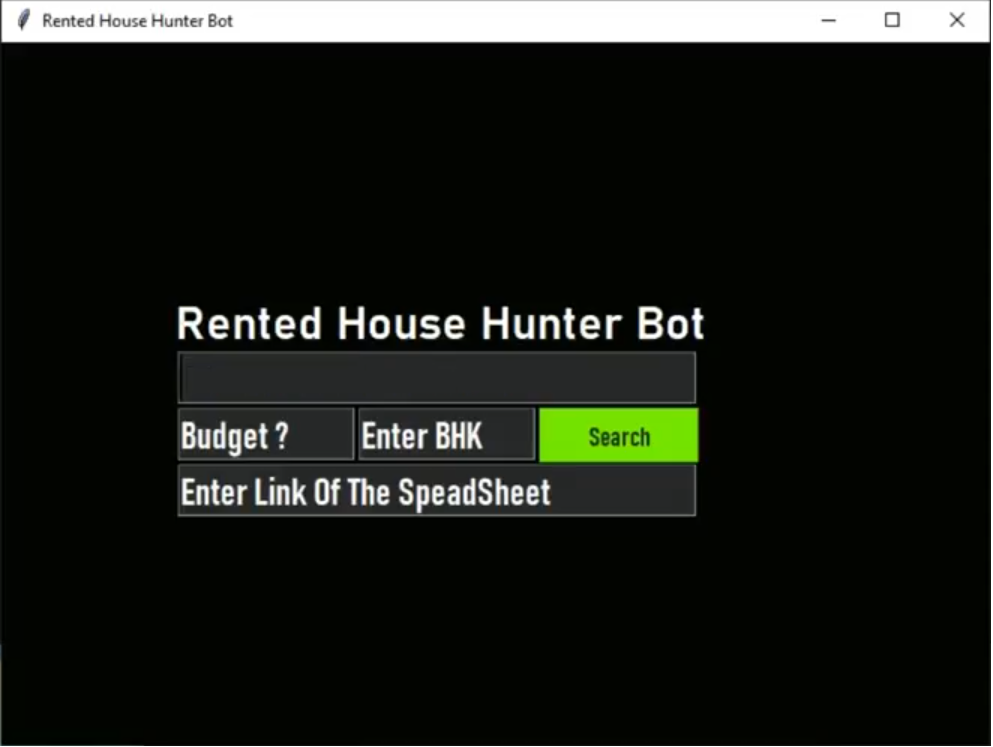 Rented House Hunter Bot
Rented House Hunter Bot
Budget ? Enter BHK Search
Enter Link Of The SpeadSheet